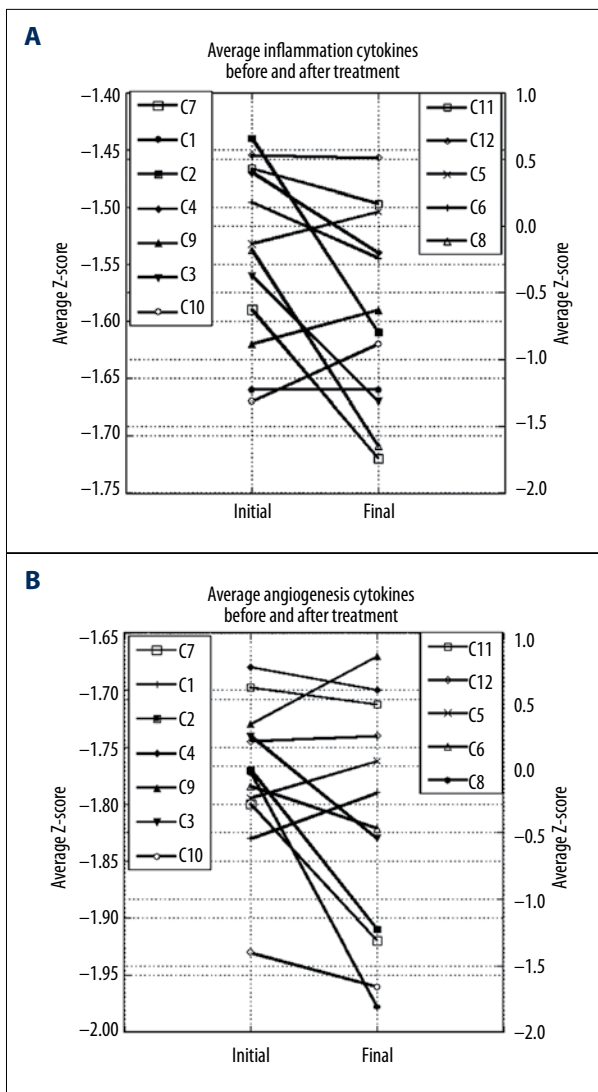 A
Average inflammation cytokines
before and after treatment
Average Z-score
–1.40
–1.45
–1.50
–1.55
–1.60
–1.65
–1.70
–1.75
C7
C1
C2
C4
C9
C3
C10
C11
C12
C5
C6
C8
1.0
0.5
0.0
–0.5
–1.0
–1.5
–2.0
Average Z-score
Initial Final
B
Average angiogenesis cytokines
before and after treatment
Average Z-score
–1.65
–1.70
–1.75
–1.80
–1.85
–1.90
–1.95
–2.00
C7
C1
C2
C4
C9
C3
C10
C11
C12
C5
C6
C8
1.0
0.5
0.0
–0.5
–1.0
–1.5
–2.0
Average Z-score
Initial Final